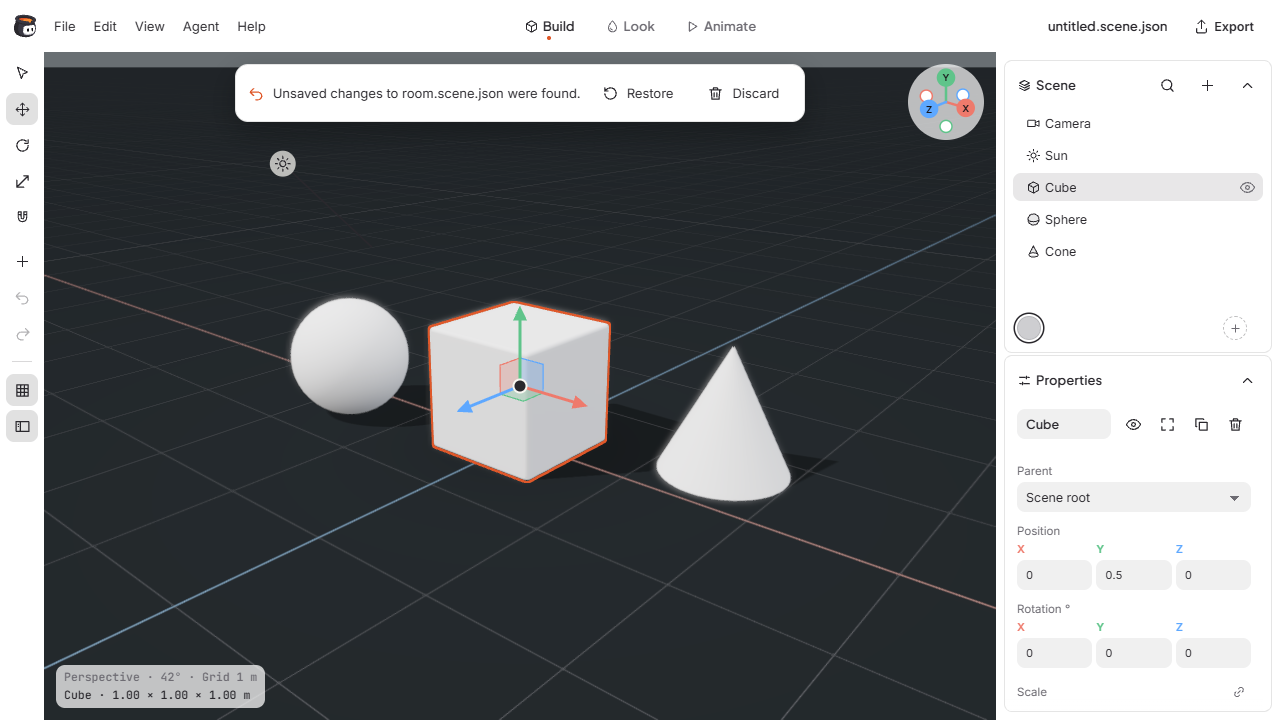 File Edit View Agent Help
Build Look Animate
untitled.scene.json Export
Unsaved changes to room.scene.json were found. Restore Discard
Y
Z X
Scene
Camera
Sun
Cube
Sphere
Cone
Properties
Cube
Parent
Scene root
Position
X Y Z
0 0.5 0
Rotation °
X Y Z
0 0 0
Scale
Perspective · 42° · Grid 1 m
Cube · 1.00 × 1.00 × 1.00 m